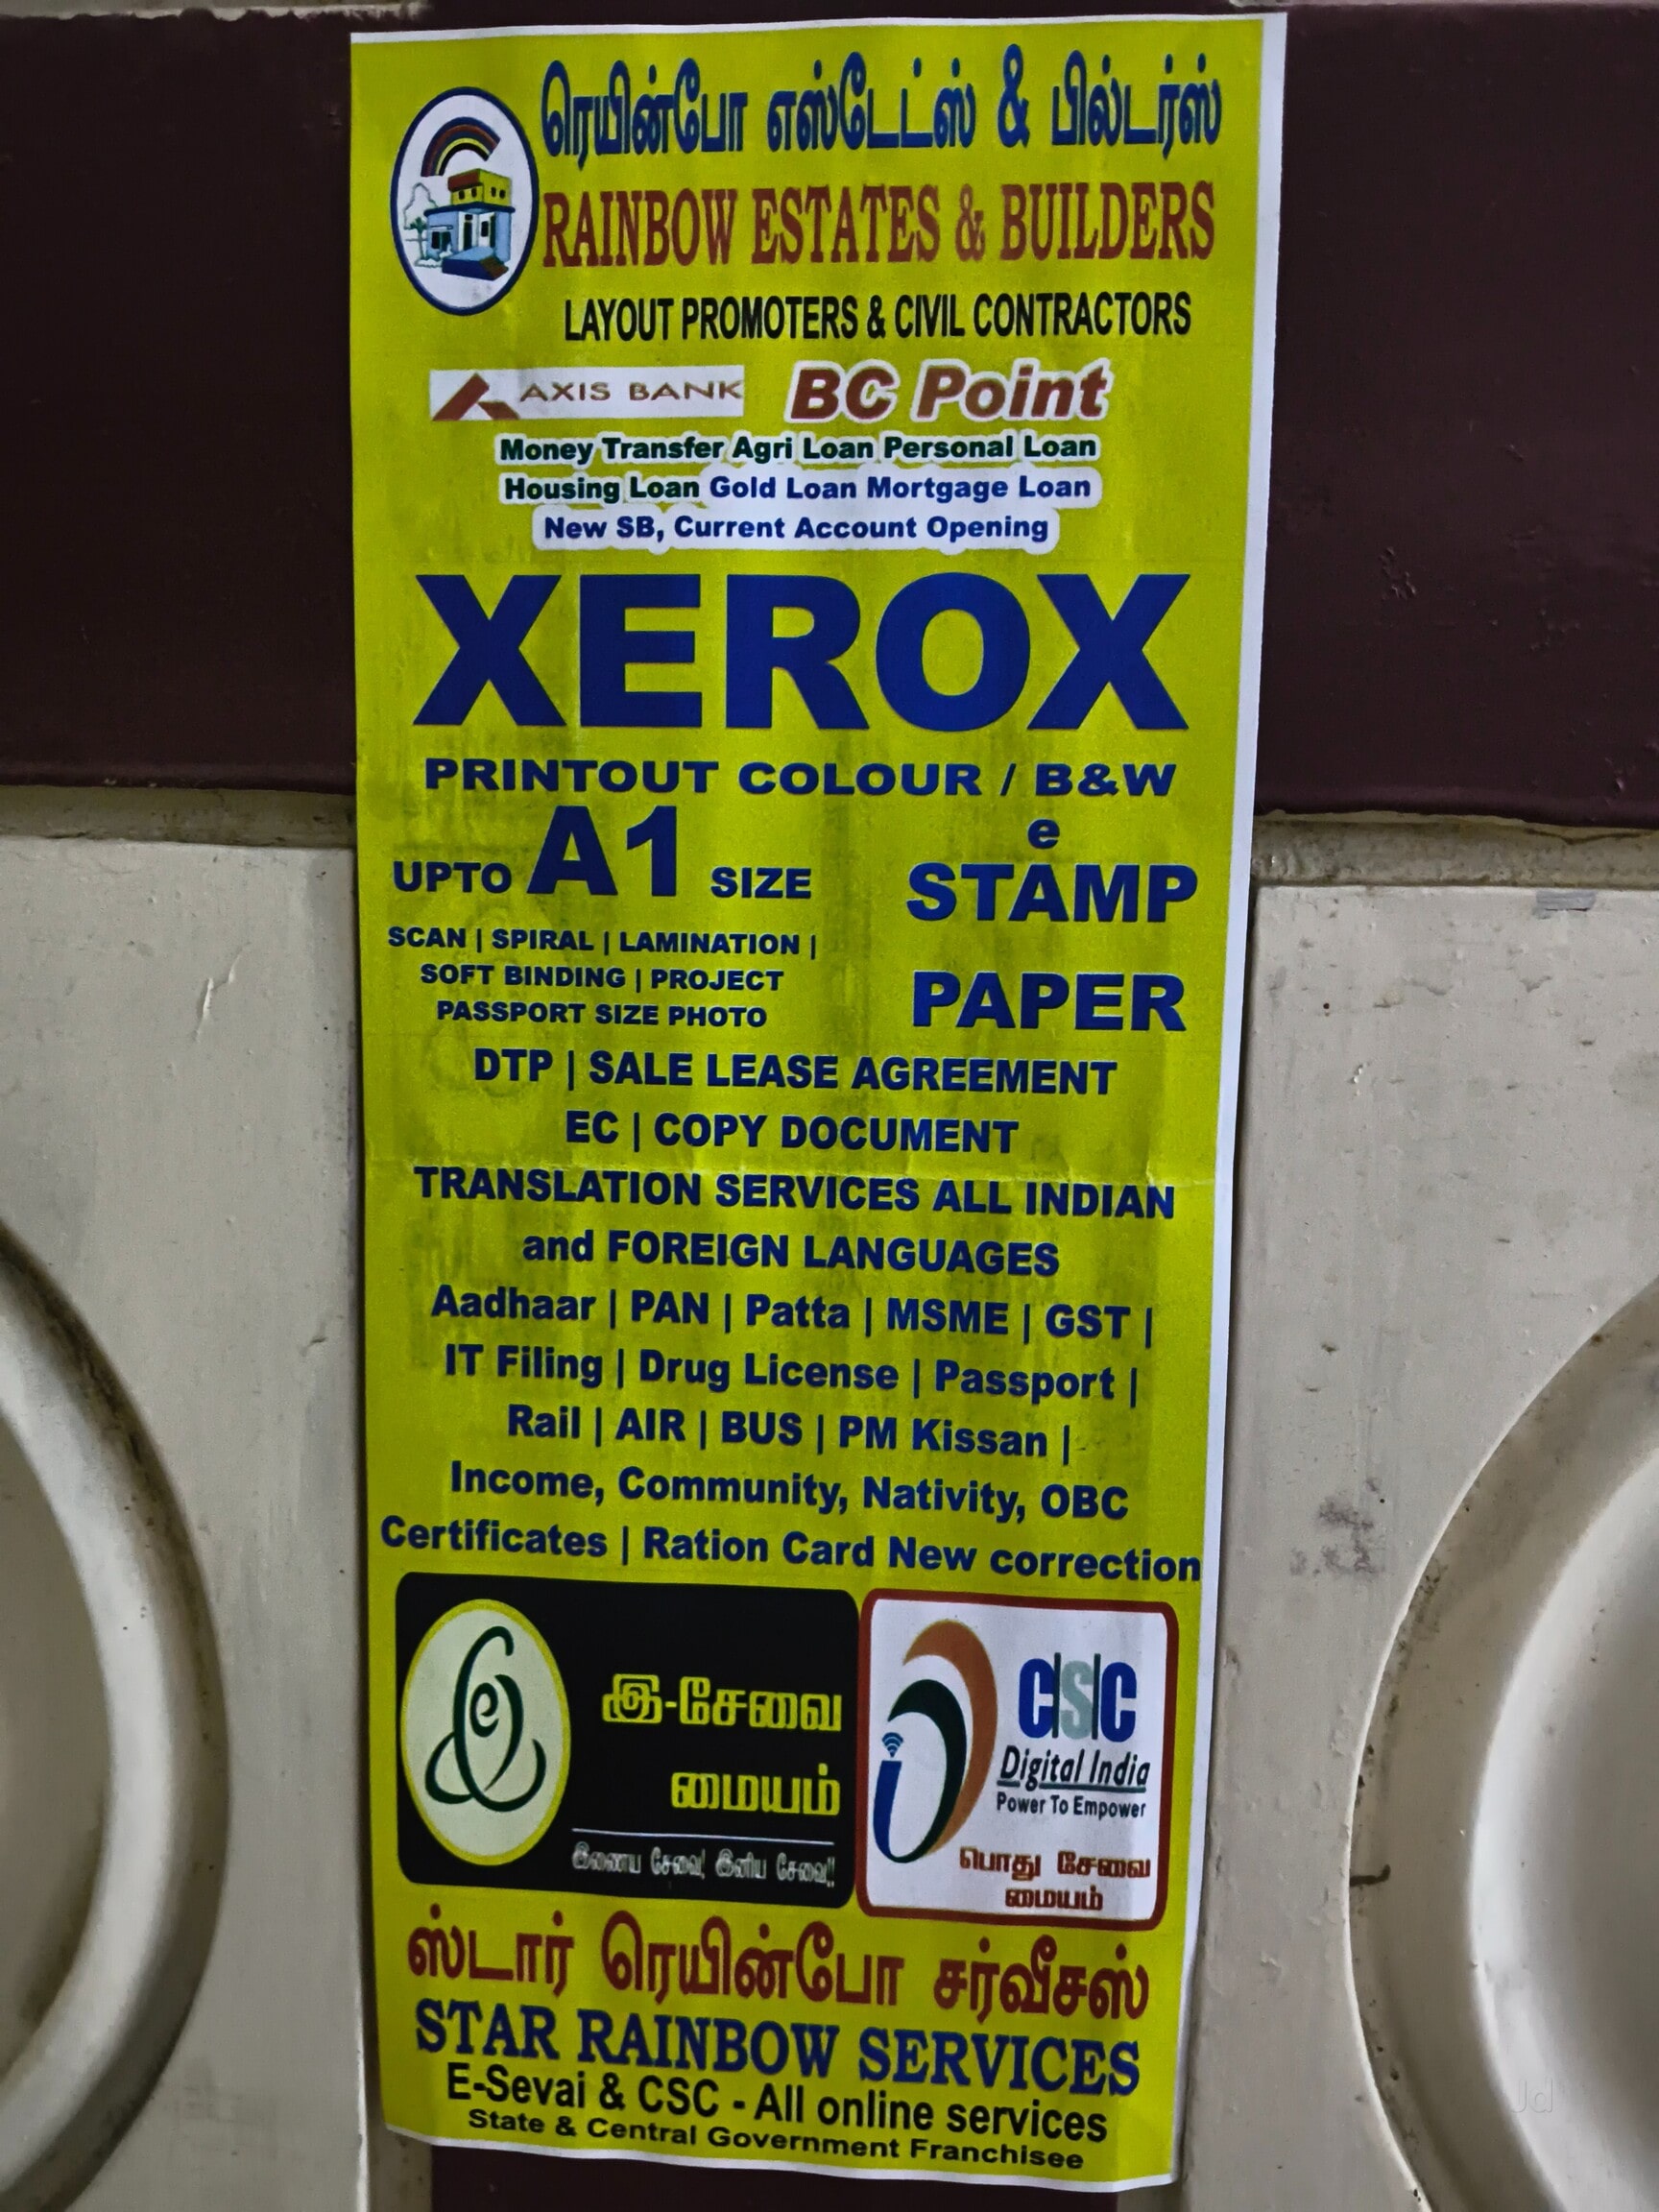 ரெயின்போ எஸ்டேட்ஸ் & பில்டர்ஸ்
RAINBOW ESTATES & BUILDERS
LAYOUT PROMOTERS & CIVIL CONTRACTORS
AXIS BANK BC Point
Money Transfer Agri Loan Personal Loan
Housing Loan Gold Loan Mortgage Loan
New SB, Current Account Opening
XEROX
PRINTOUT COLOUR / B&W
UPTO A1 SIZE
SCAN | SPIRAL | LAMINATION |
SOFT BINDING | PROJECT
PASSPORT SIZE PHOTO
e
STAMP
PAPER
DTP | SALE LEASE AGREEMENT
EC | COPY DOCUMENT
TRANSLATION SERVICES ALL INDIAN
and FOREIGN LANGUAGES
Aadhaar | PAN | Patta | MSME | GST |
IT Filing | Drug License | Passport |
Rail | AIR | BUS | PM Kissan |
Income, Community, Nativity, OBC
Certificates | Ration Card New correction
இ-சேவை
மையம்
இணைய சேவை! இனிய சேவை!!
CSC
Digital India
Power To Empower
பொது சேவை
மையம்
ஸ்டார் ரெயின்போ சர்வீசஸ்
STAR RAINBOW SERVICES
E-Sevai & CSC - All online services
State & Central Government Franchisee
Jd